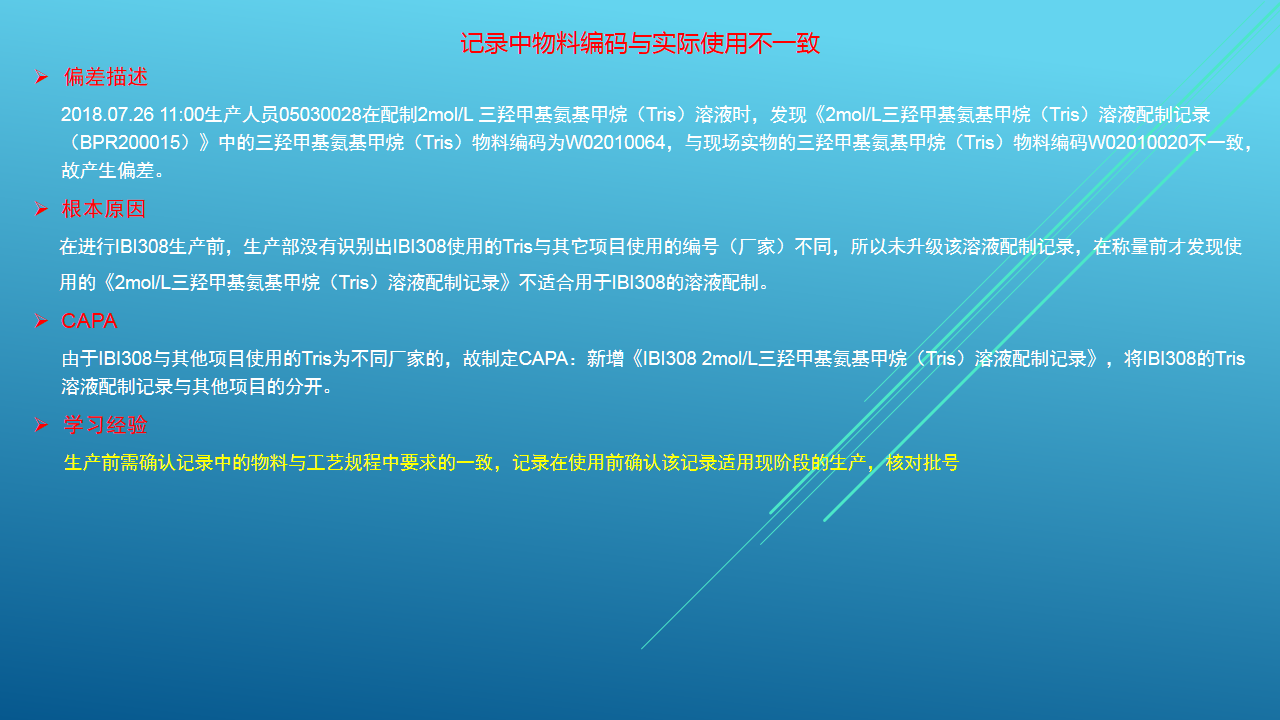 记录中物料编码与实际使用不一致
偏差描述
2018.07.26 11:00生产人员05030028在配制2mol/L 三羟甲基氨基甲烷（Tris）溶液时，发现《2mol/L三羟甲基氨基甲烷（Tris）溶液配制记录
（BPR200015）》中的三羟甲基氨基甲烷（Tris）物料编码为W02010064，与现场实物的三羟甲基氨基甲烷（Tris）物料编码W02010020不一致，
故产生偏差。
根本原因
在进行IBI308生产前，生产部没有识别出IBI308使用的Tris与其它项目使用的编号（厂家）不同，所以未升级该溶液配制记录，在称量前才发现使
用的《2mol/L三羟甲基氨基甲烷（Tris）溶液配制记录》不适合用于IBI308的溶液配制。
CAPA
由于IBI308与其他项目使用的Tris为不同厂家的，故制定CAPA：新增《IBI308 2mol/L三羟甲基氨基甲烷（Tris）溶液配制记录》，将IBI308的Tris
溶液配制记录与其他项目的分开。
学习经验
生产前需确认记录中的物料与工艺规程中要求的一致，记录在使用前确认该记录适用现阶段的生产，核对批号